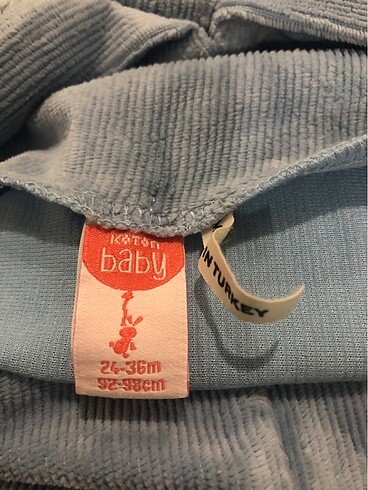 KOTON
baby
24-36m
92-98cm
IN TURKEY